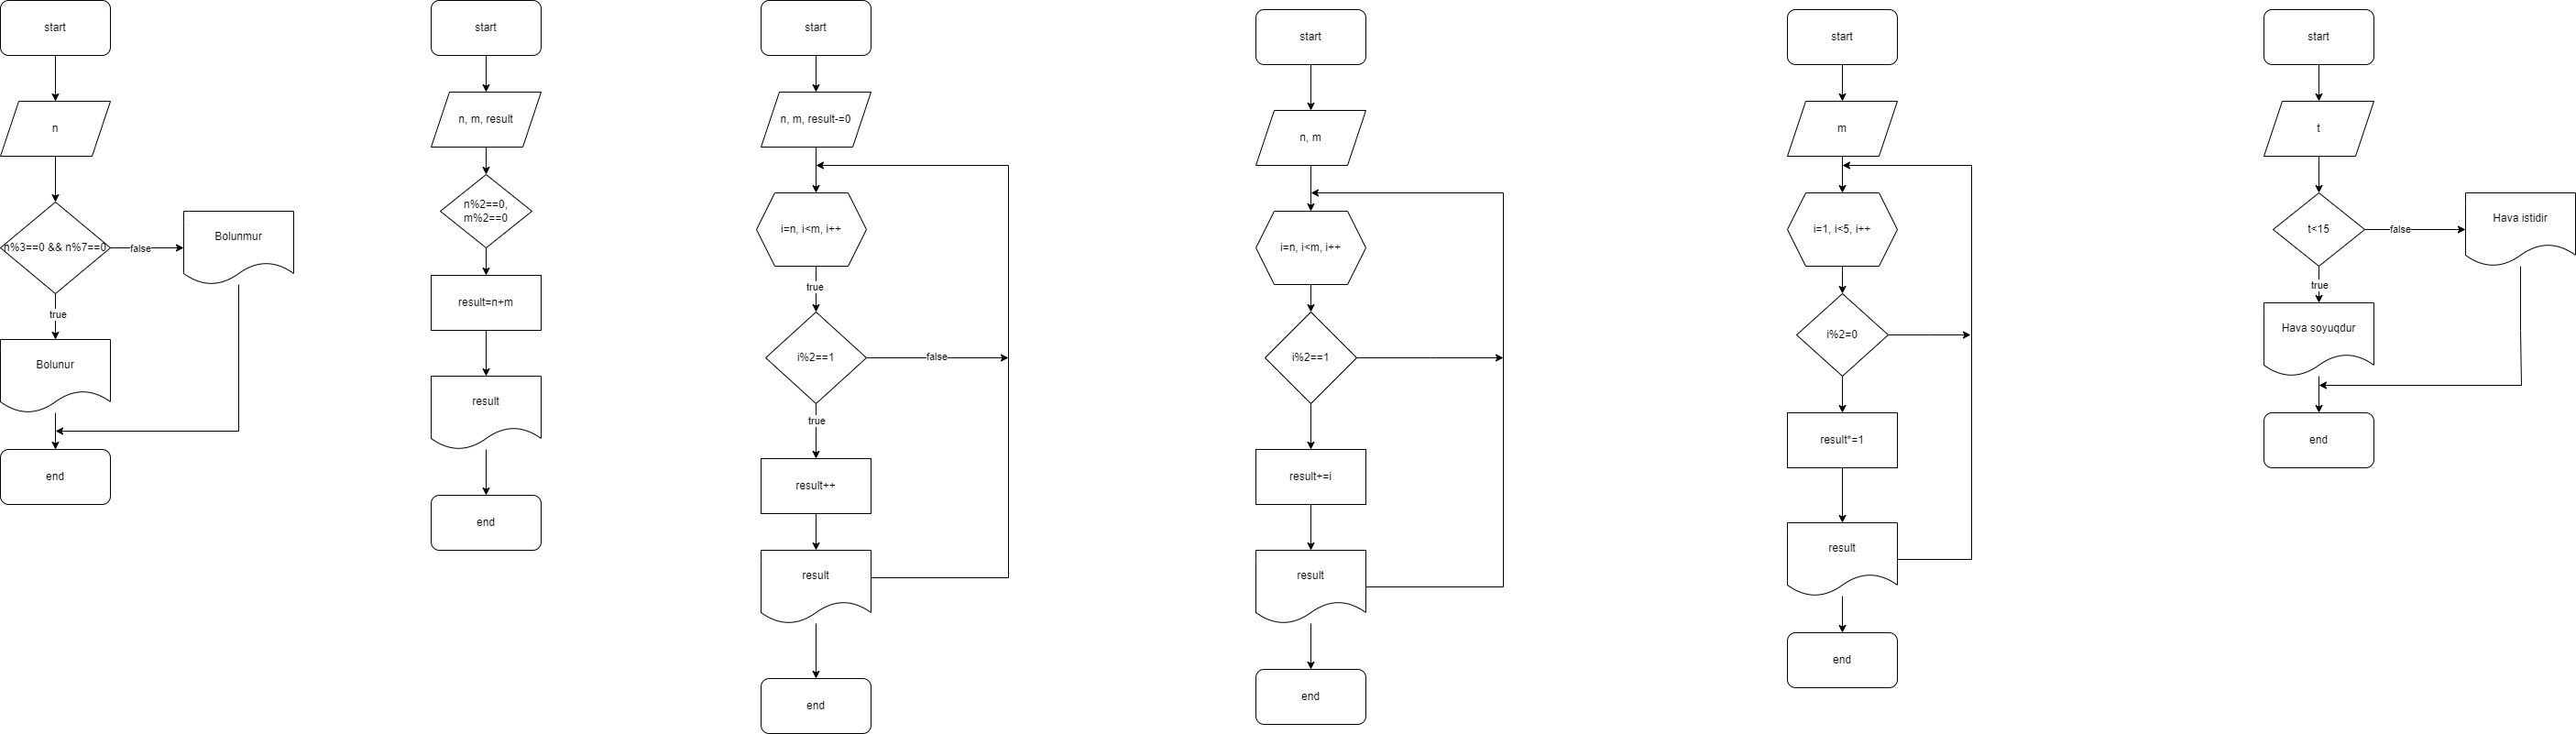 start
n
n%3==0 && n%7==0
false
Bolunmur
true
Bolunur
end
start
n, m, result
n%2==0,
m%2==0
result=n+m
result
end
start
n, m, result-=0
i=n, i<m, i++
true
i%2==1
false
true
result++
result
end
start
n, m
i=n, i<m, i++
i%2==1
result+=i
result
end
start
m
i=1, i<5, i++
i%2=0
result*=1
result
end
start
t
t<15
false
Hava istidir
true
Hava soyuqdur
end